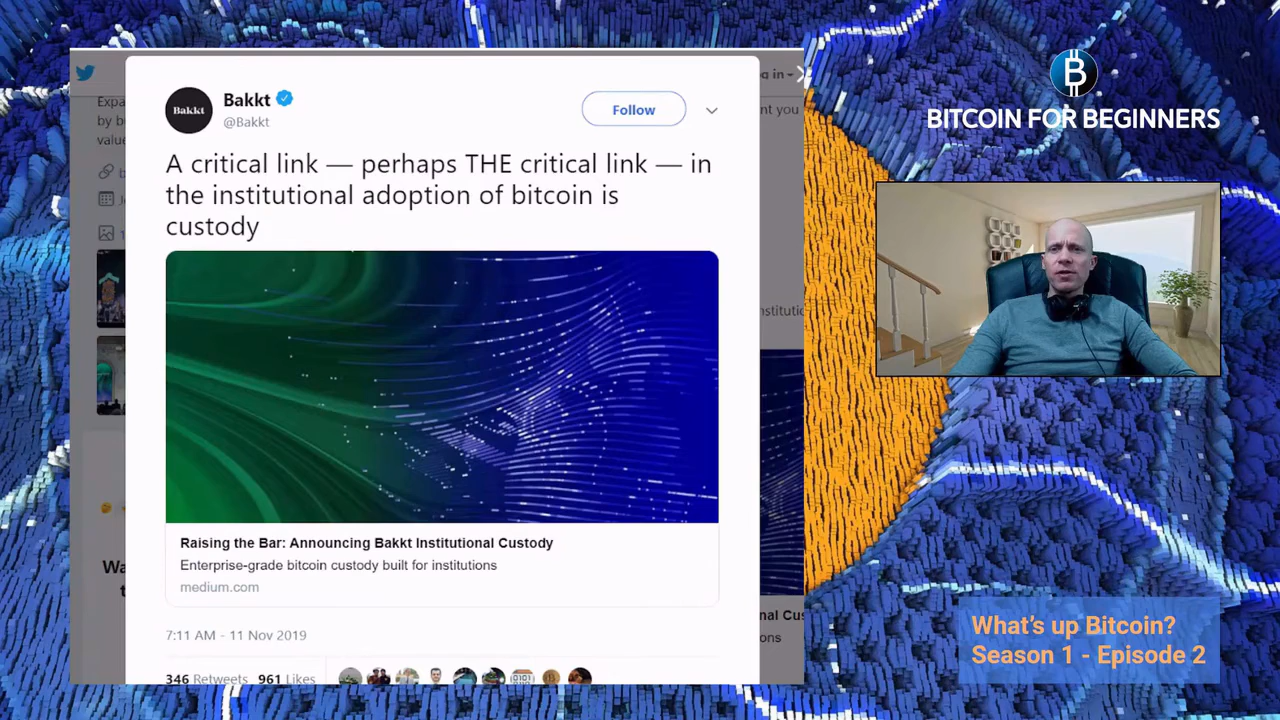 Bakkt
Bakkt
@Bakkt
Follow
A critical link — perhaps THE critical link — in
the institutional adoption of bitcoin is
custody
Raising the Bar: Announcing Bakkt Institutional Custody
Enterprise-grade bitcoin custody built for institutions
medium.com
7:11 AM - 11 Nov 2019
346 Retweets 961 Likes
BITCOIN FOR BEGINNERS
What's up Bitcoin?
Season 1 - Episode 2